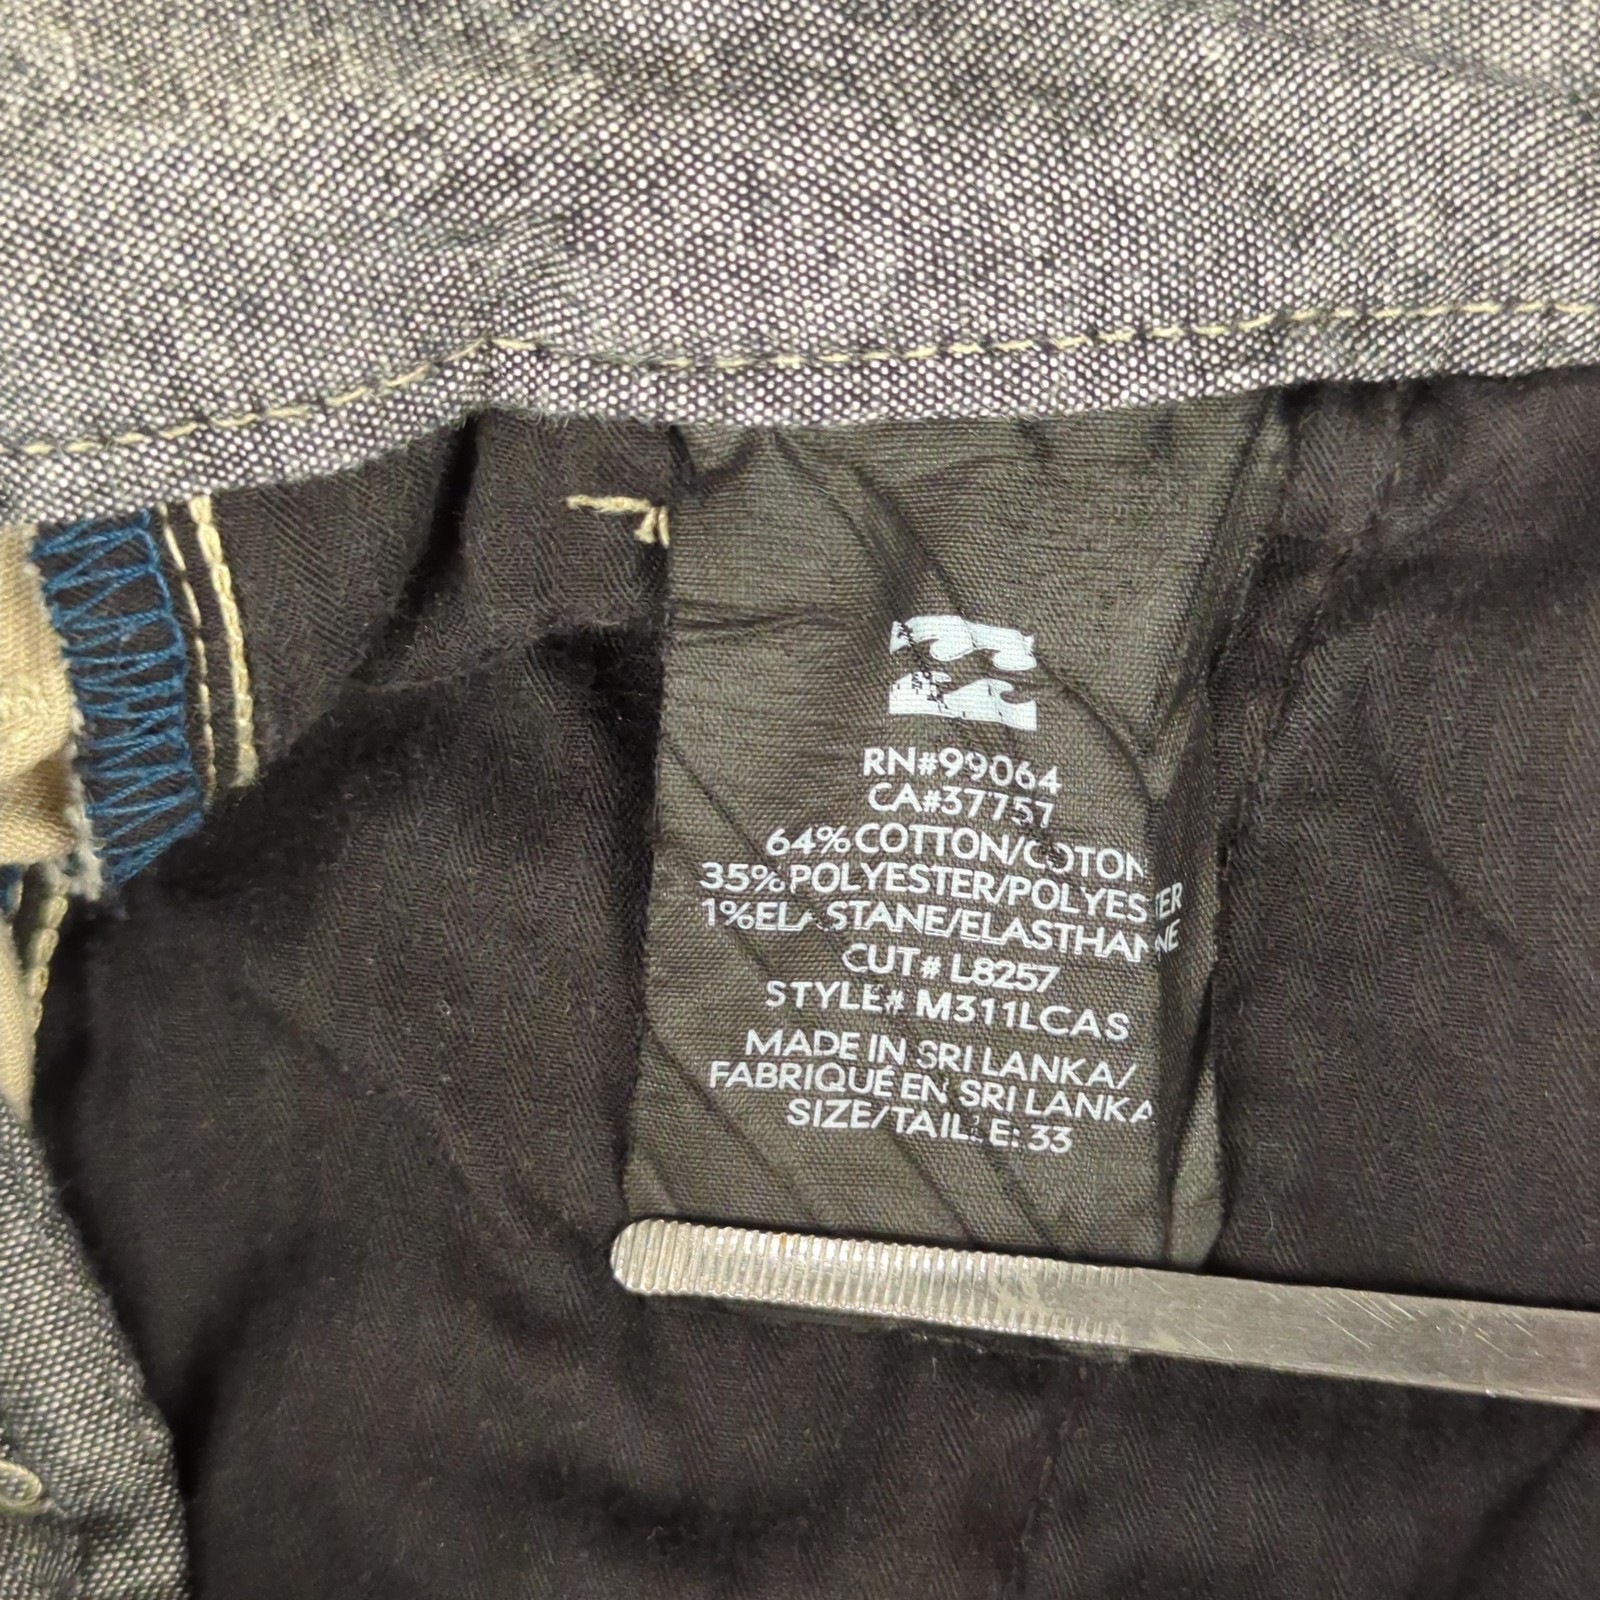 RN#99064
CA#37757
64%COTTON/COTON
35%POLYESTER/POLYESTER
1%ELASTANE/ELASTHANNE
CUT# L8257
STYLE# M311LCAS
MADE IN SRI LANKA/
FABRIQUÉ EN SRI LANKA
SIZE/TAILLE: 33